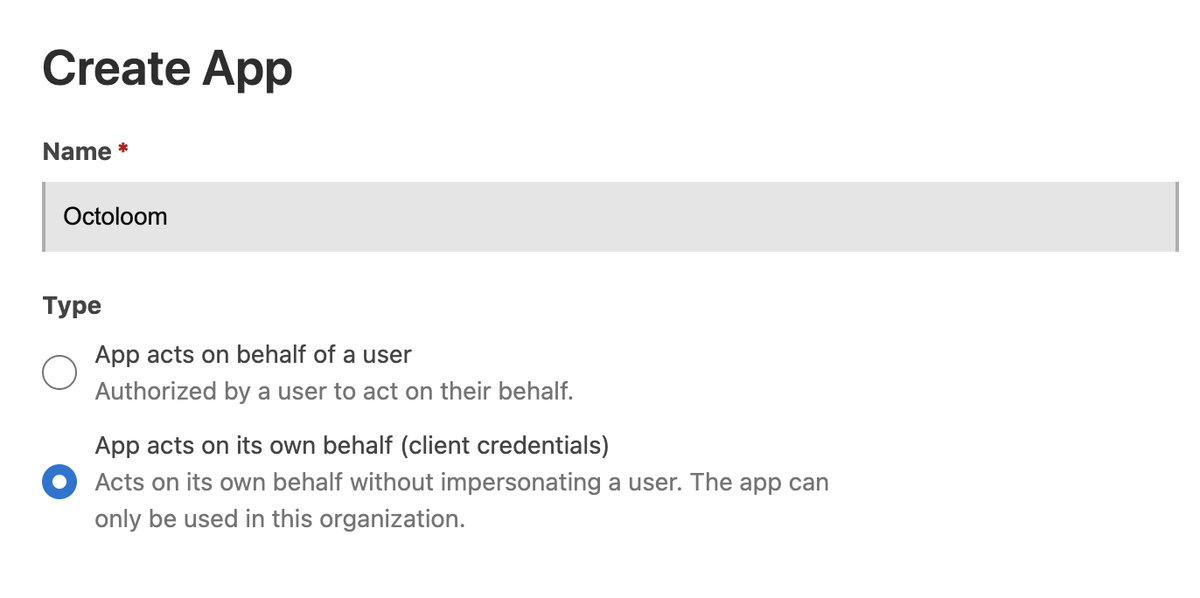 Create App
Name *
Octoloom
Type
App acts on behalf of a user
Authorized by a user to act on their behalf.
App acts on its own behalf (client credentials)
Acts on its own behalf without impersonating a user. The app can
only be used in this organization.